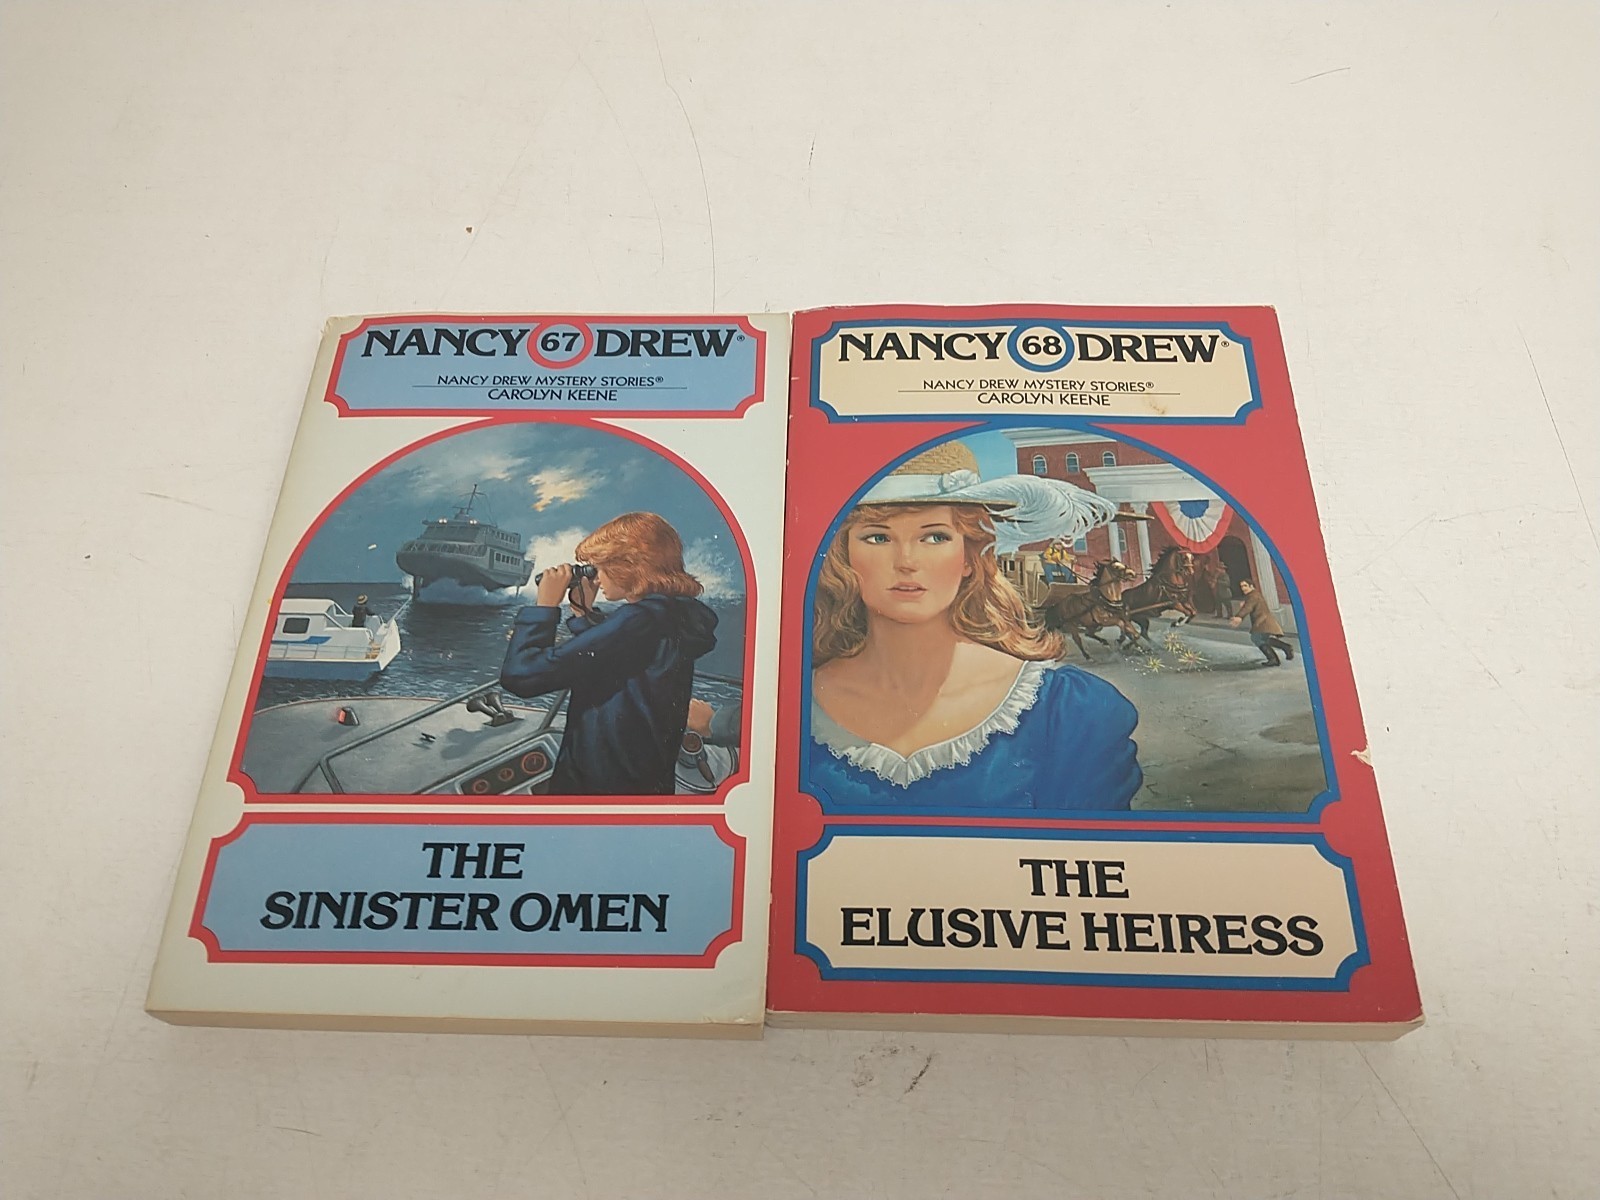 NANCY 67 DREW®
NANCY DREW MYSTERY STORIES®
CAROLYN KEENE
THE
SINISTER OMEN
NANCY 68 DREW®
NANCY DREW MYSTERY STORIES®
CAROLYN KEENE
THE
ELUSIVE HEIRESS